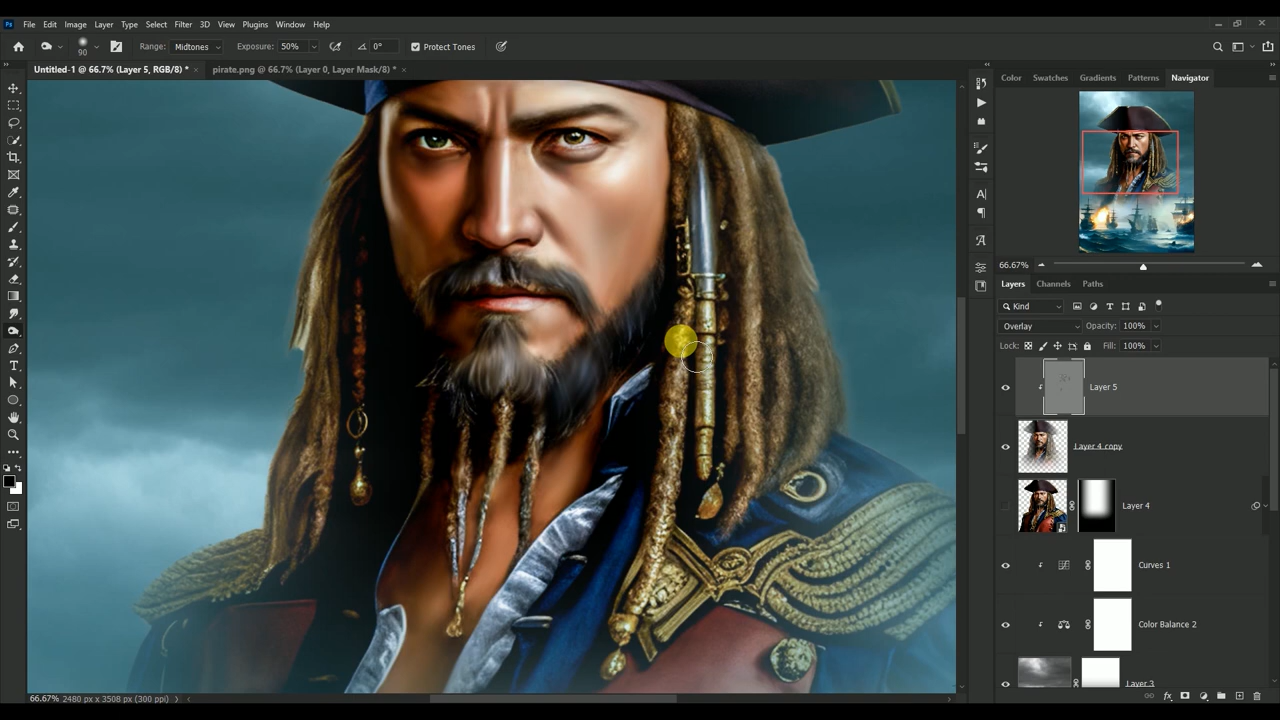 Ps File Edit Image Layer Type Select Filter 3D View Plugins Window Help
90 Range: Midtones Exposure: 50% 0° Protect Tones
Untitled-1 @ 66.7% (Layer 5, RGB/8) * × pirate.png @ 66.7% (Layer 0, Layer Mask/8) * ×
Color Swatches Gradients Patterns Navigator
66.67%
Layers Channels Paths
Kind
Overlay Opacity: 100%
Lock: Fill: 100%
Layer 5
Layer 4 copy
Layer 4
Curves 1
Color Balance 2
Layer 3
66.67% 2480 px x 3508 px (300 ppi)